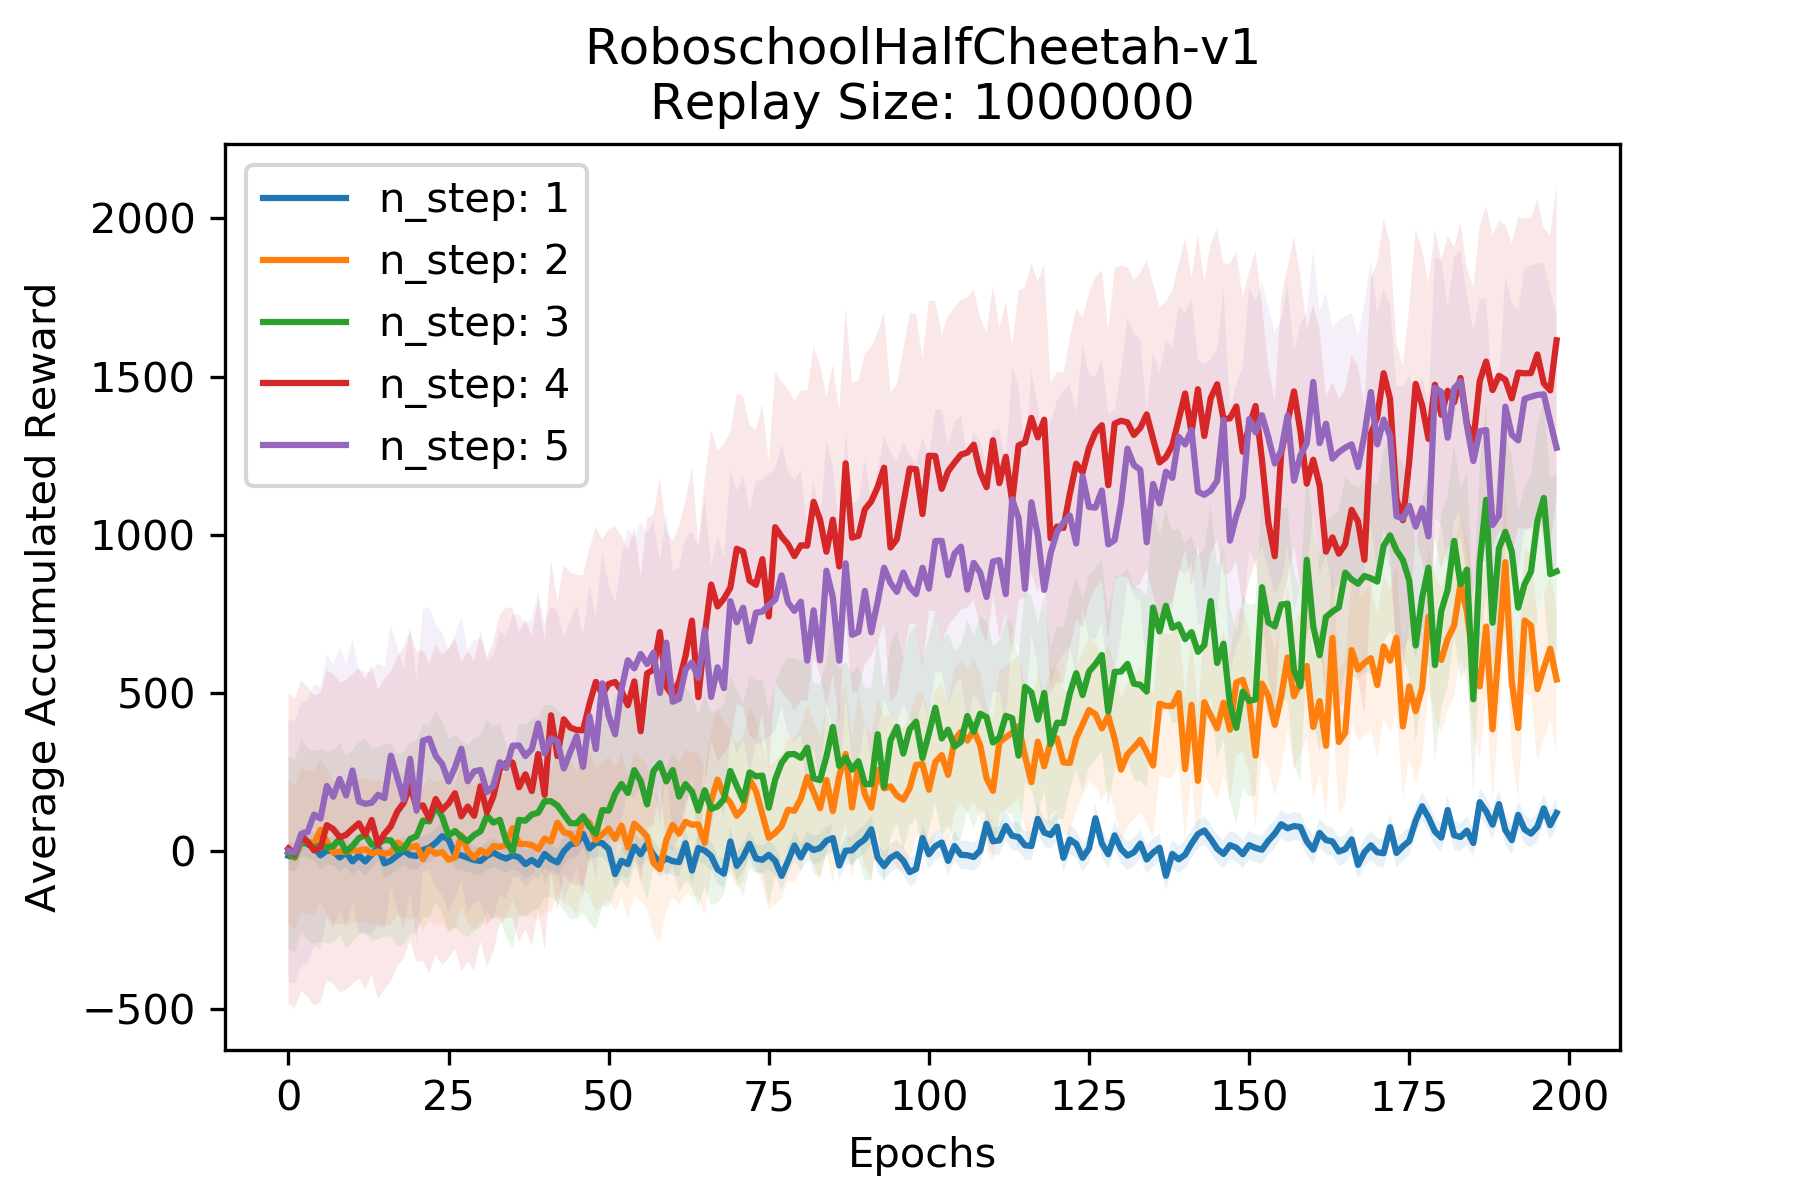 RoboschoolHalfCheetah-v1
Replay Size: 1000000
n_step: 1
n_step: 2
n_step: 3
n_step: 4
n_step: 5
Average Accumulated Reward
2000
1500
1000
500
0
−500
0 25 50 75 100 125 150 175 200
Epochs